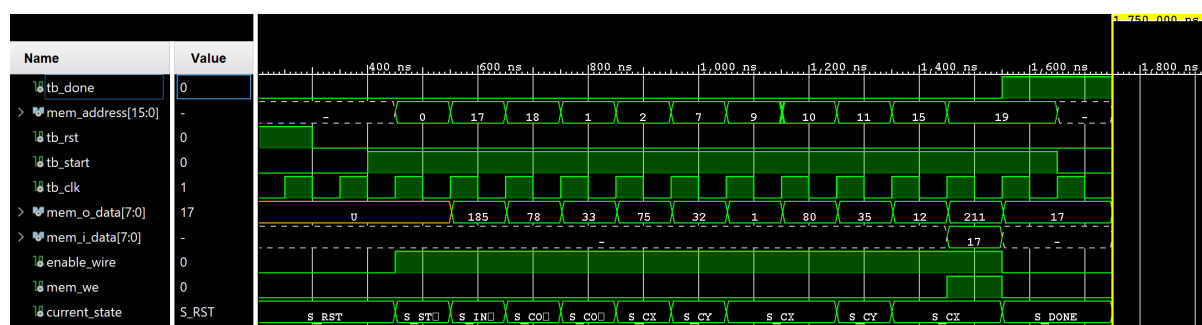 1,750.000 ns
Name Value
400 ns 600 ns 800 ns 1,000 ns 1,200 ns 1,400 ns 1,600 ns 1,800 ns
tb_done 0
mem_address[15:0] - - 0 17 18 1 2 7 9 10 11 15 19 -
tb_rst 0
tb_start 0
tb_clk 1
mem_o_data[7:0] 17 U 185 78 33 75 32 1 80 35 12 211 17
mem_i_data[7:0] - - 17 -
enable_wire 0
mem_we 0
current_state S_RST S_RST S_ST□ S_IN□ S_CO□ S_CO□ S_CX S_CY S_CX S_CY S_CX S_DONE